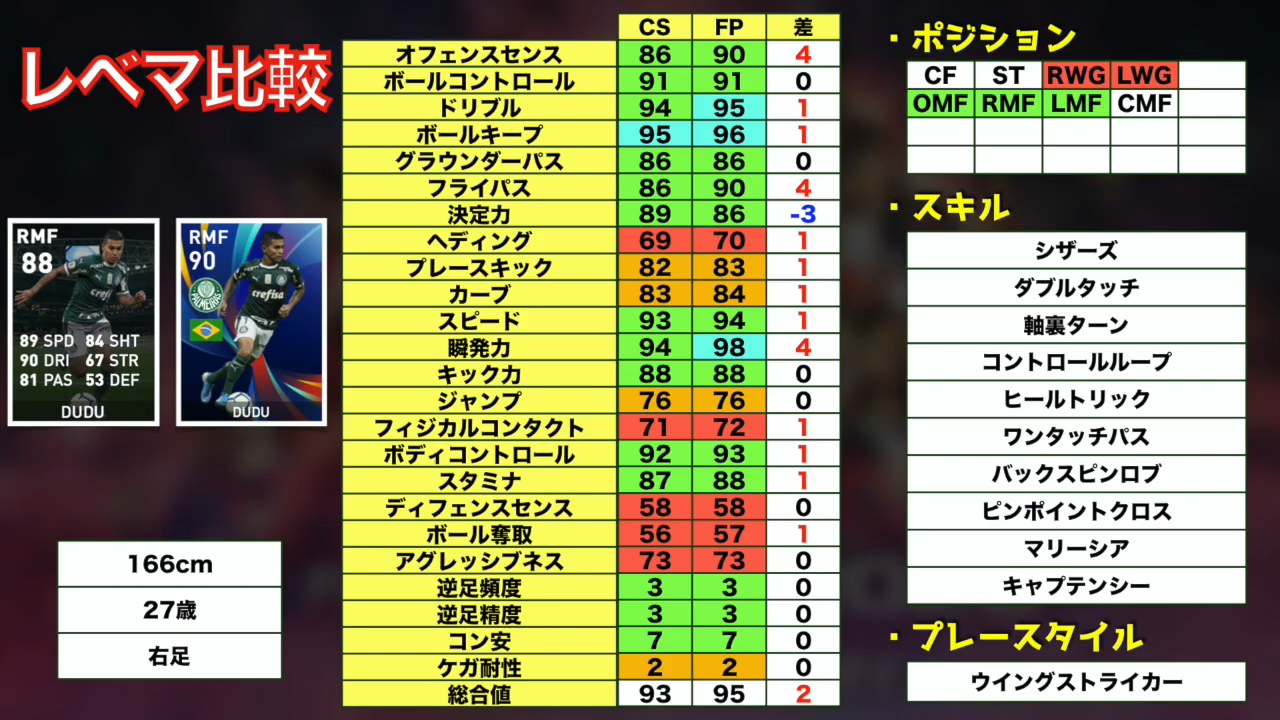 レベマ比較
RMF
88
89 SPD 84 SHT
90 DRI 67 STR
81 PAS 53 DEF
DUDU
RMF
90
PALMEIRAS
crefisa
DUDU
166cm
27歳
右足
CS FP 差
オフェンスセンス 86 90 4
ボールコントロール 91 91 0
ドリブル 94 95 1
ボールキープ 95 96 1
グラウンダーパス 86 86 0
フライパス 86 90 4
決定力 89 86 -3
ヘディング 69 70 1
プレースキック 82 83 1
カーブ 83 84 1
スピード 93 94 1
瞬発力 94 98 4
キック力 88 88 0
ジャンプ 76 76 0
フィジカルコンタクト 71 72 1
ボディコントロール 92 93 1
スタミナ 87 88 1
ディフェンスセンス 58 58 0
ボール奪取 56 57 1
アグレッシブネス 73 73 0
逆足頻度 3 3 0
逆足精度 3 3 0
コン安 7 7 0
ケガ耐性 2 2 0
総合値 93 95 2
・ポジション
CF ST RWG LWG
OMF RMF LMF CMF
・スキル
シザーズ
ダブルタッチ
軸裏ターン
コントロールループ
ヒールトリック
ワンタッチパス
バックスピンロブ
ピンポイントクロス
マリーシア
キャプテンシー
・プレースタイル
ウイングストライカー